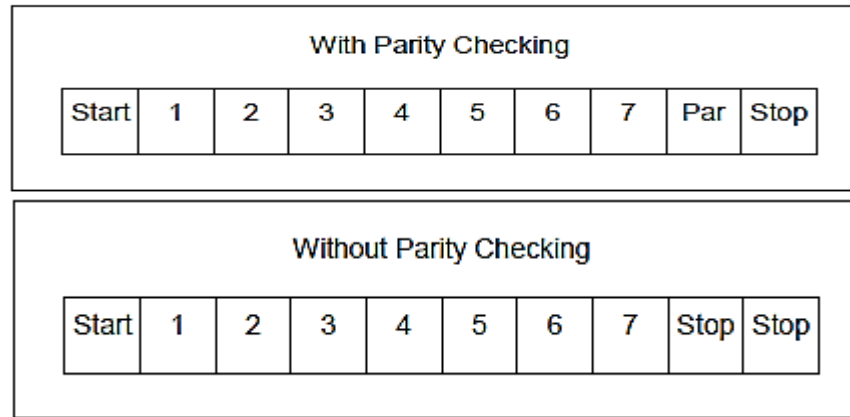 With Parity Checking
Start 1 2 3 4 5 6 7 Par Stop
Without Parity Checking
Start 1 2 3 4 5 6 7 Stop Stop